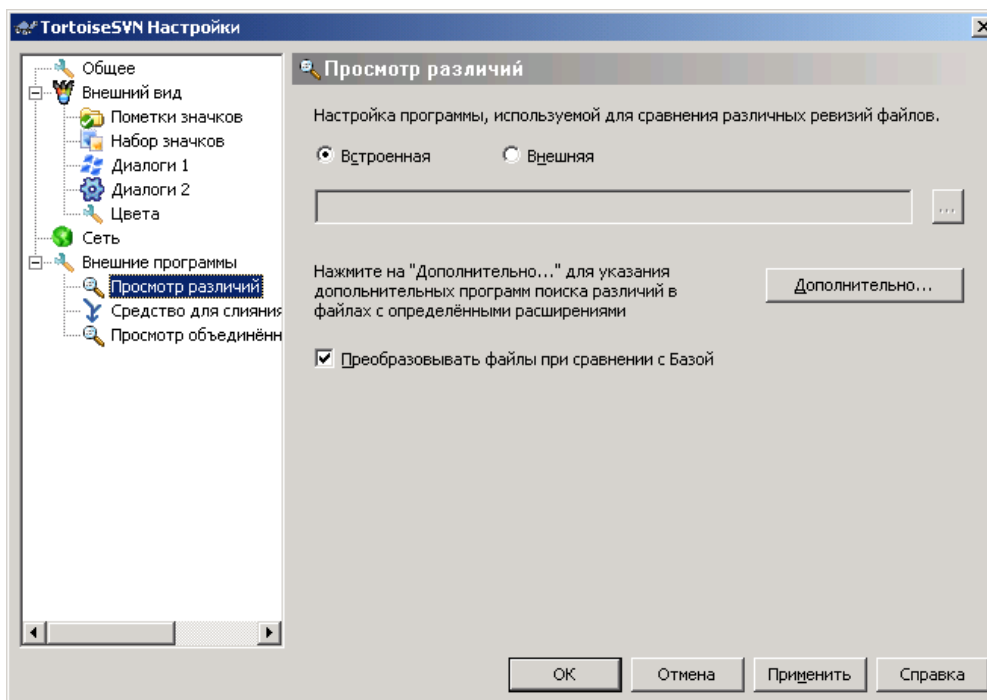 TortoiseSVN Настройки
Общее
Внешний вид
Пометки значков
Набор значков
Диалоги 1
Диалоги 2
Цвета
Сеть
Внешние программы
Просмотр различий
Средство для слияния
Просмотр объединённ
Просмотр различий
Настройка программы, используемой для сравнения различных ревизий файлов.
Встроенная
Внешняя
...
Нажмите на "Дополнительно..." для указания
допольнительных программ поиска различий в
файлах с определёнными расширениями
Дополнительно...
Преобразовывать файлы при сравнении с Базой
ОК
Отмена
Применить
Справка